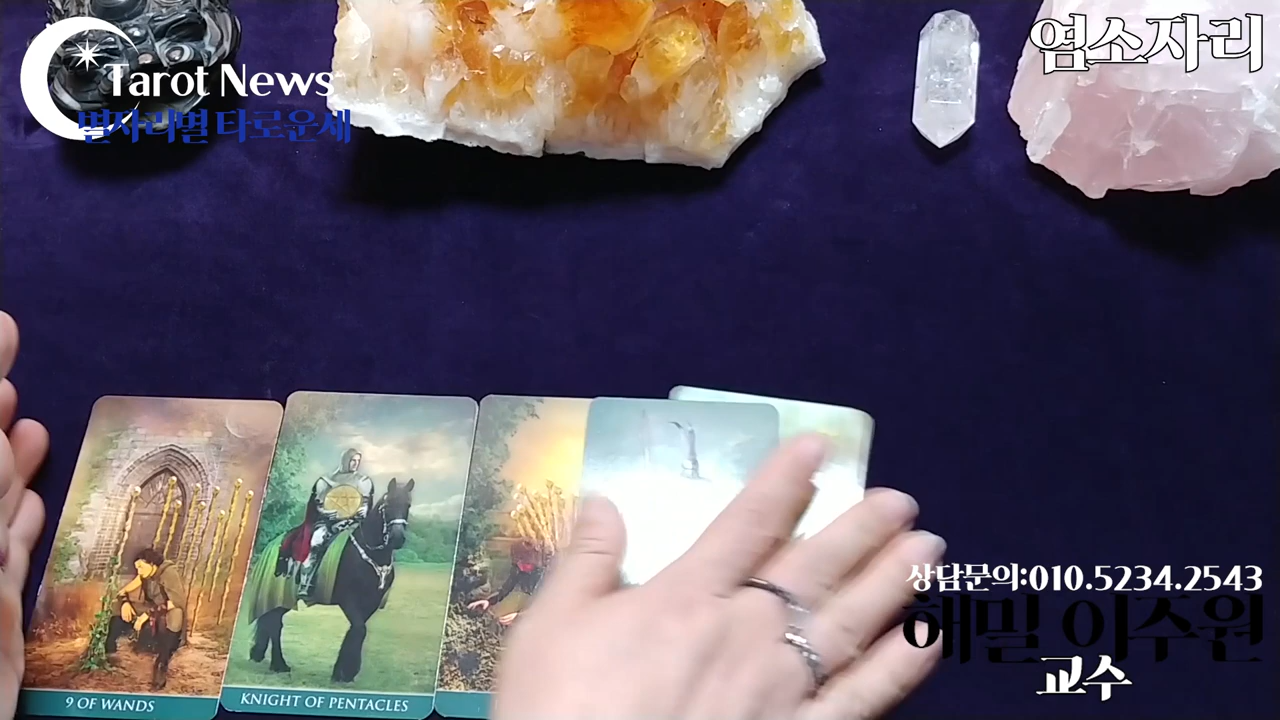 Tarot News
별자리별 타로운세
염소자리
9 OF WANDS
KNIGHT OF PENTACLES
상담문의:010.5234.2543
해밀 이주원
교수